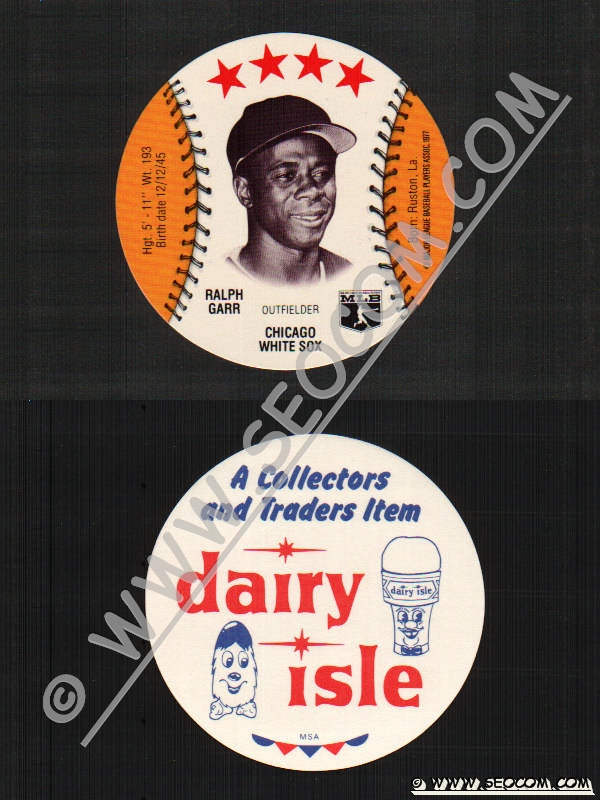 Hgt. 5' - 11" Wt. 193
Birth date 12/12/45
Born: Ruston, La.
MAJOR LEAGUE BASEBALL PLAYERS ASSOC. 1977
RALPH
GARR
OUTFIELDER
MLB
CHICAGO
WHITE SOX
A Collectors
and Traders Item
dairy
isle
dairy isle
MSA
© WWW.SEOCOM.COM
© WWW.SEOCOM.COM